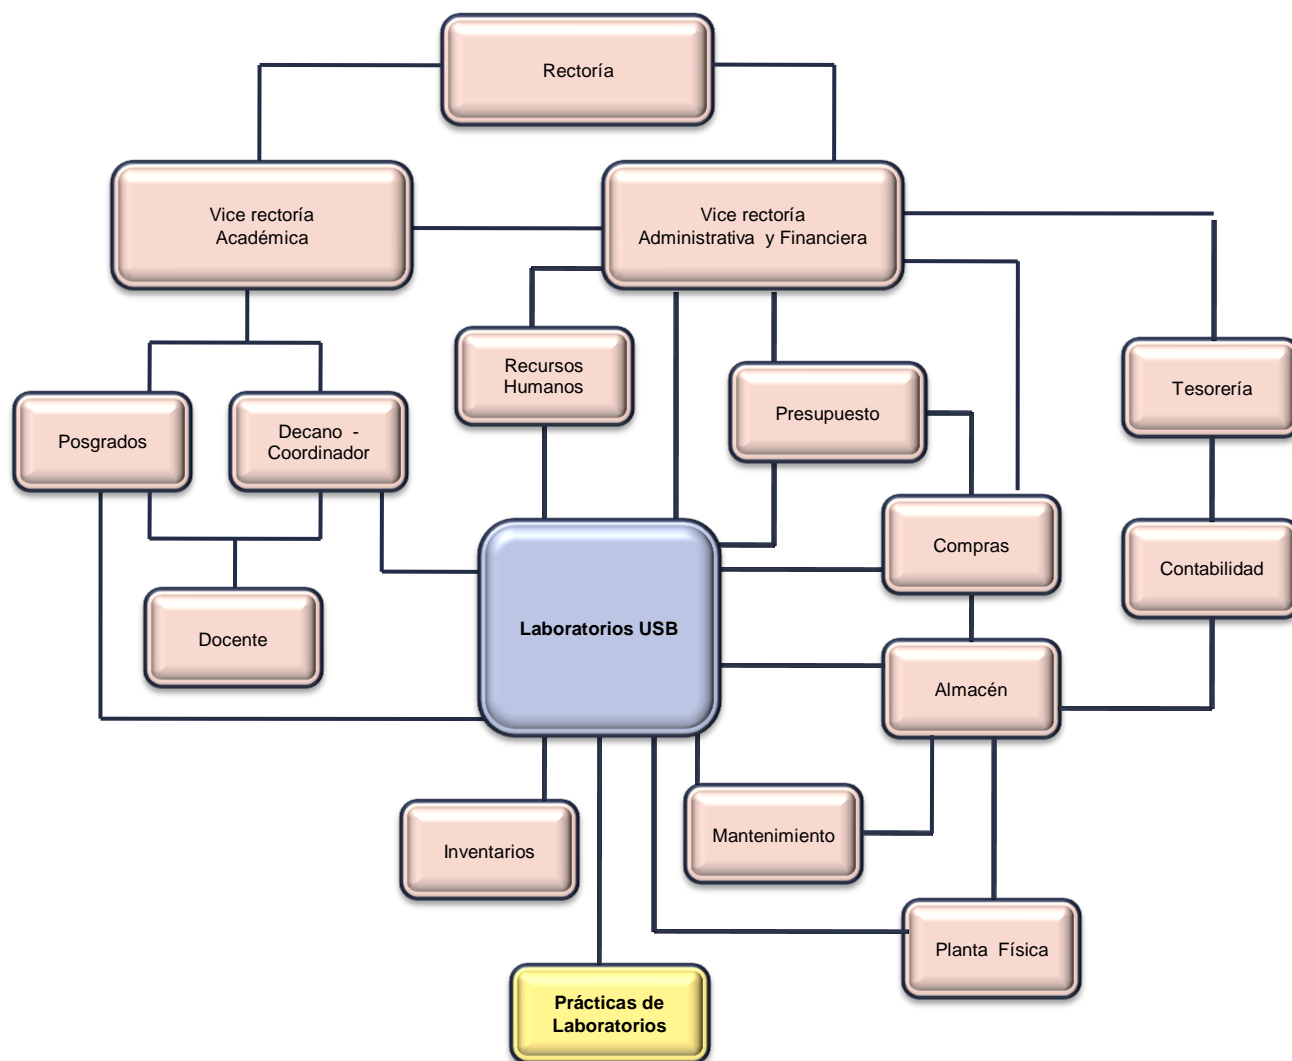 Rectoría
Vice rectoría
Académica
Vice rectoría
Administrativa y Financiera
Recursos
Humanos
Presupuesto
Tesorería
Posgrados
Decano -
Coordinador
Compras
Contabilidad
Docente
Laboratorios USB
Almacén
Inventarios
Mantenimiento
Planta Física
Prácticas de
Laboratorios